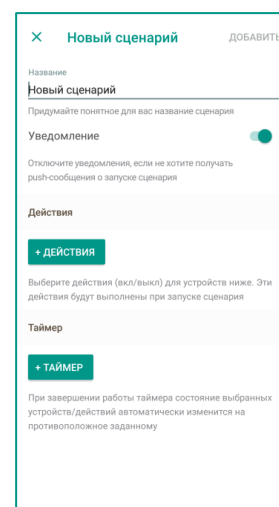 × Новый сценарий ДОБАВИТЬ
Название
Новый сценарий
Придумайте понятное для вас название сценария
Уведомление
Отключите уведомления, если не хотите получать
push-сообщения о запуске сценария
Действия
+ ДЕЙСТВИЯ
Выберите действия (вкл/выкл) для устройств ниже. Эти
действия будут выполнены при запуске сценария
Таймер
+ ТАЙМЕР
При завершении работы таймера состояние выбранных
устройств/действий автоматически изменится на
противоположное заданному